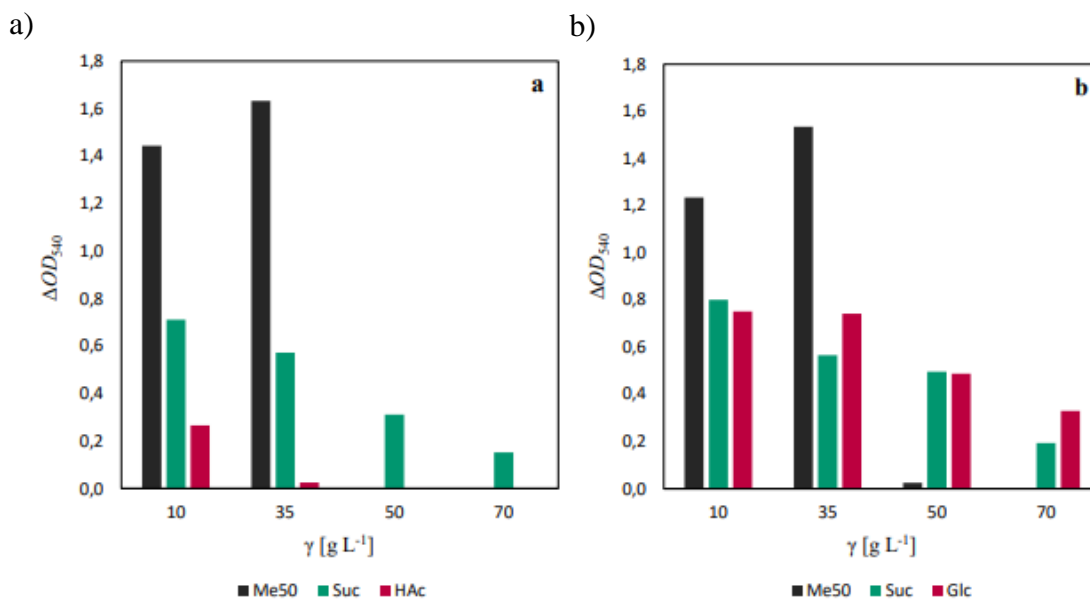 a)
a
1,8
1,6
1,4
1,2
1,0
0,8
0,6
0,4
0,2
0,0
ΔOD540
10 35 50 70
γ [g L-1]
Me50 Suc HAc
b)
b
1,8
1,6
1,4
1,2
1,0
0,8
0,6
0,4
0,2
0,0
ΔOD540
10 35 50 70
γ [g L-1]
Me50 Suc Glc